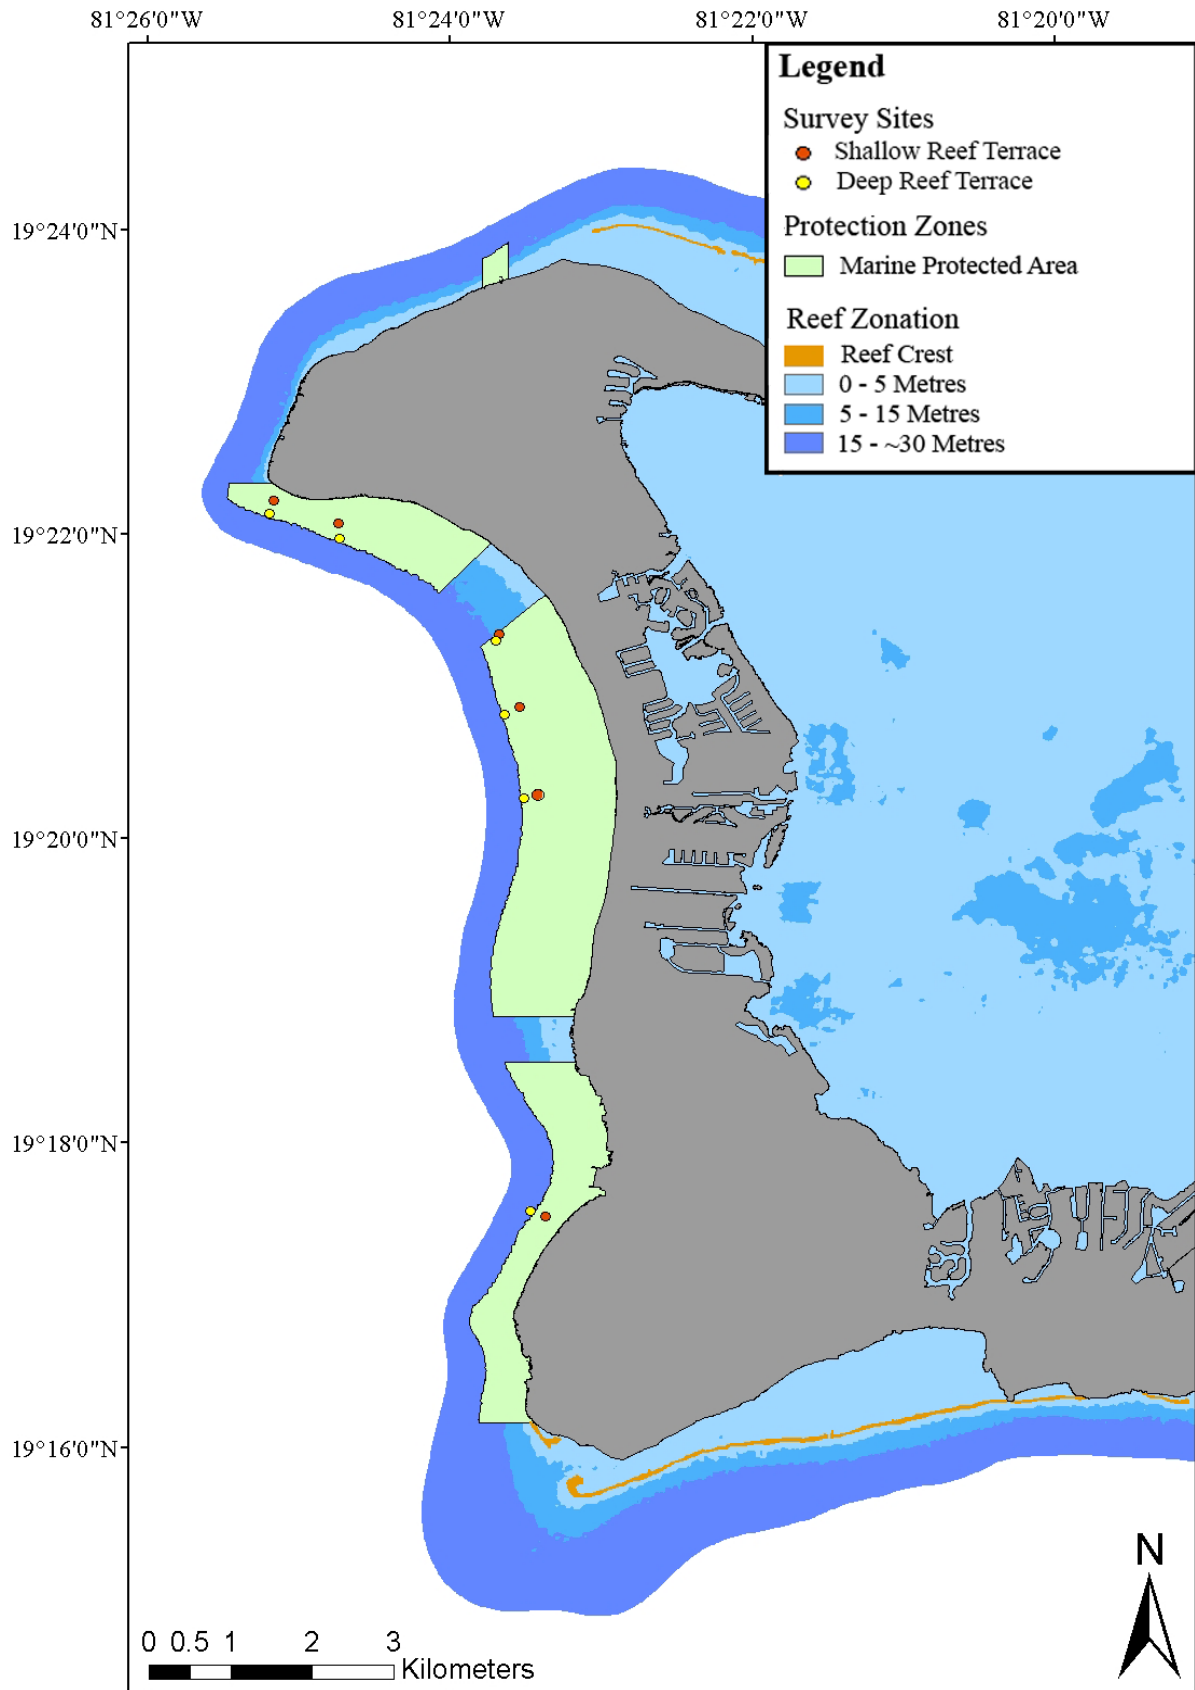 81°26'0"W 81°24'0"W 81°22'0"W 81°20'0"W
Legend
Survey Sites
Shallow Reef Terrace
Deep Reef Terrace
Protection Zones
Marine Protected Area
Reef Zonation
Reef Crest
0 - 5 Metres
5 - 15 Metres
15 - ~30 Metres
19°24'0"N
19°22'0"N
19°20'0"N
19°18'0"N
19°16'0"N
N
0 0.5 1 2 3
Kilometers